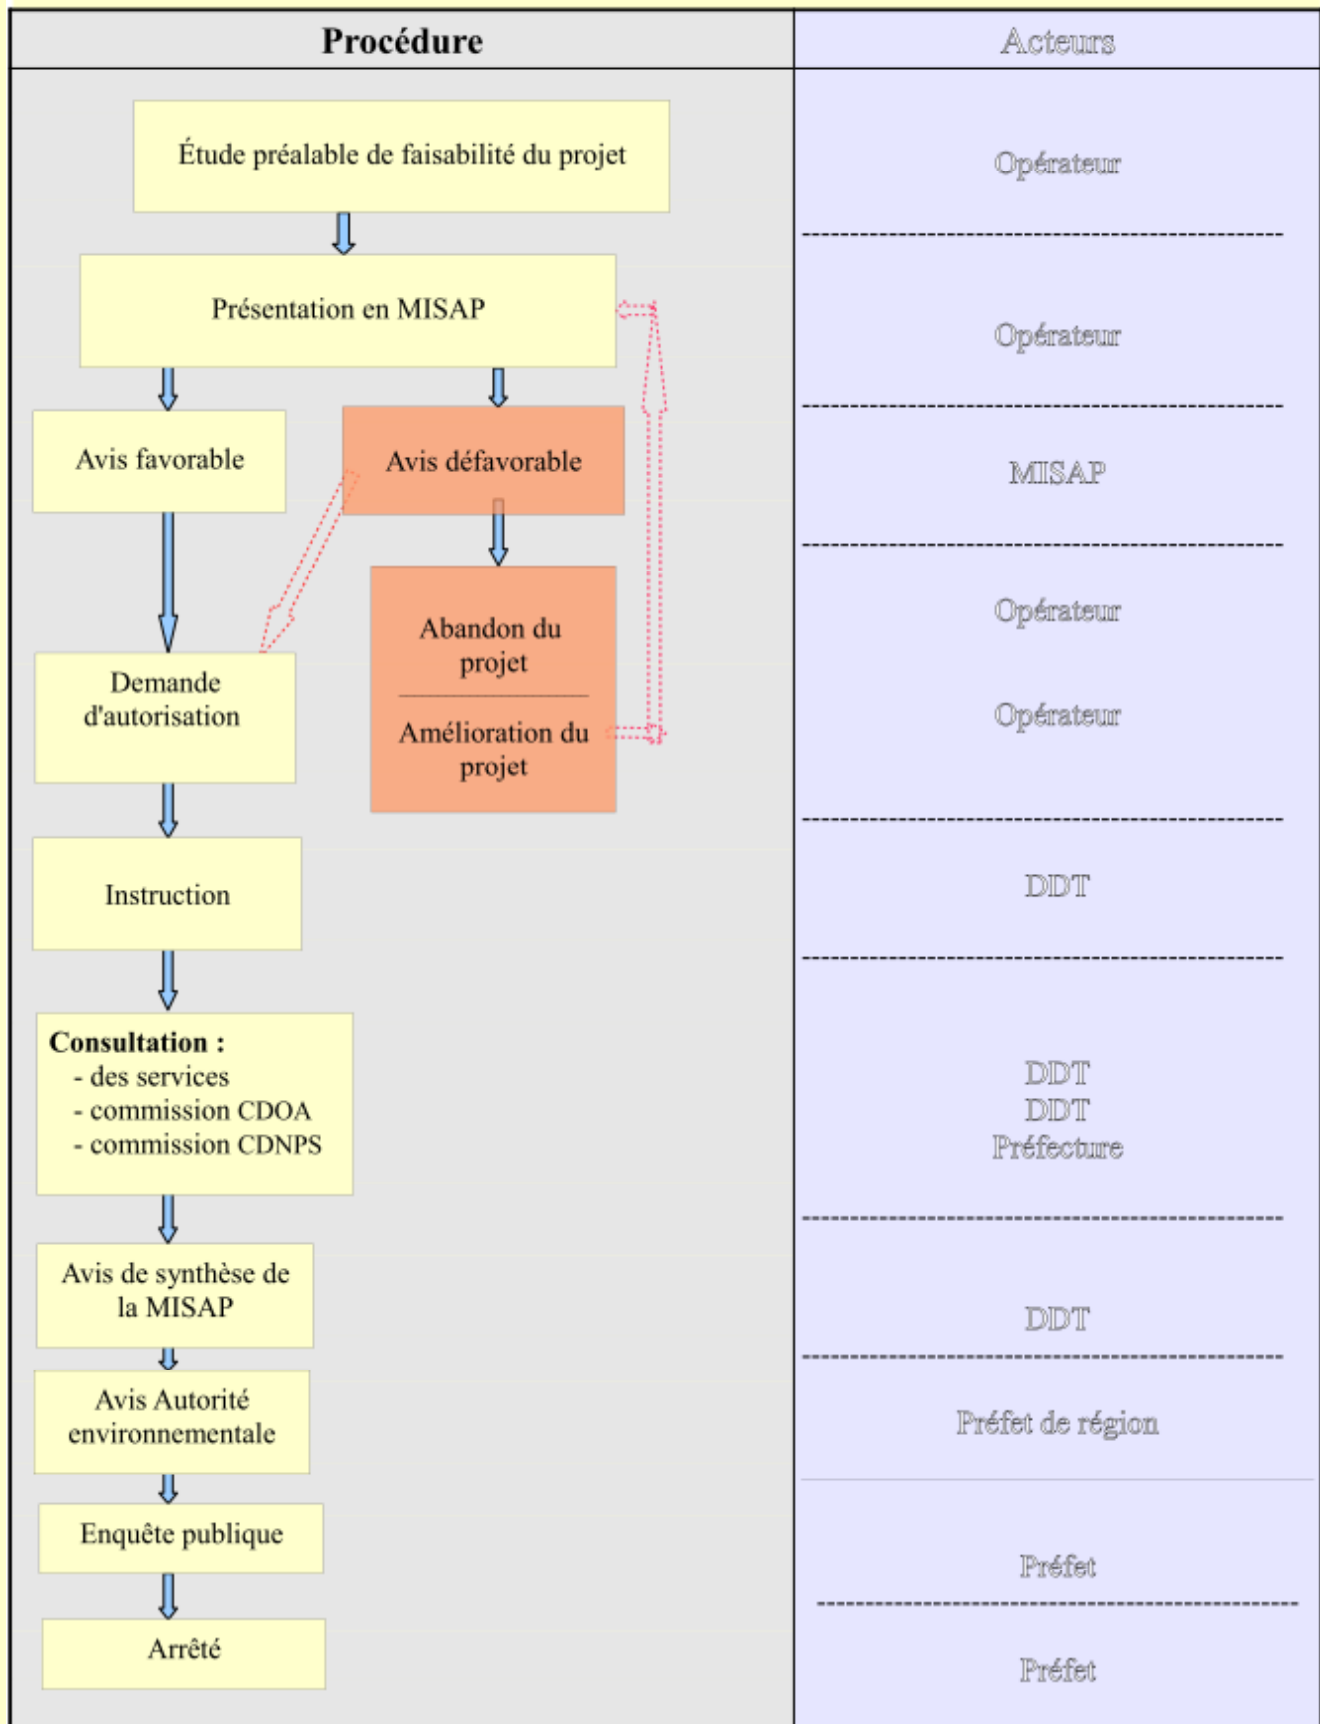 Procédure
Acteurs
Étude préalable de faisabilité du projet
Opérateur
Présentation en MISAP
Opérateur
Avis favorable
Avis défavorable
MISAP
Abandon du
projet
Opérateur
Demande
d'autorisation
Amélioration du
projet
Opérateur
Instruction
DDT
Consultation :
- des services
- commission CDOA
- commission CDNPS
DDT
DDT
Préfecture
Avis de synthèse de
la MISAP
DDT
Avis Autorité
environnementale
Préfet de région
Enquête publique
Préfet
Arrêté
Préfet